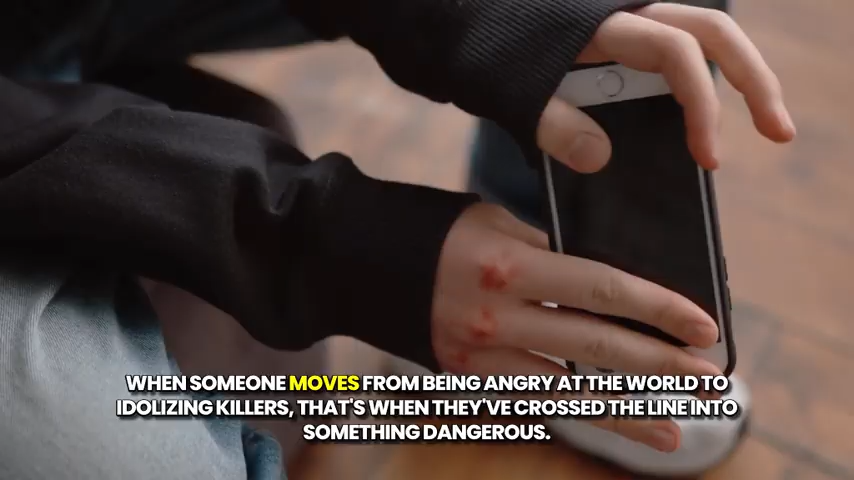 WHEN SOMEONE MOVES FROM BEING ANGRY AT THE WORLD TO
IDOLIZING KILLERS, THAT'S WHEN THEY'VE CROSSED THE LINE INTO
SOMETHING DANGEROUS.